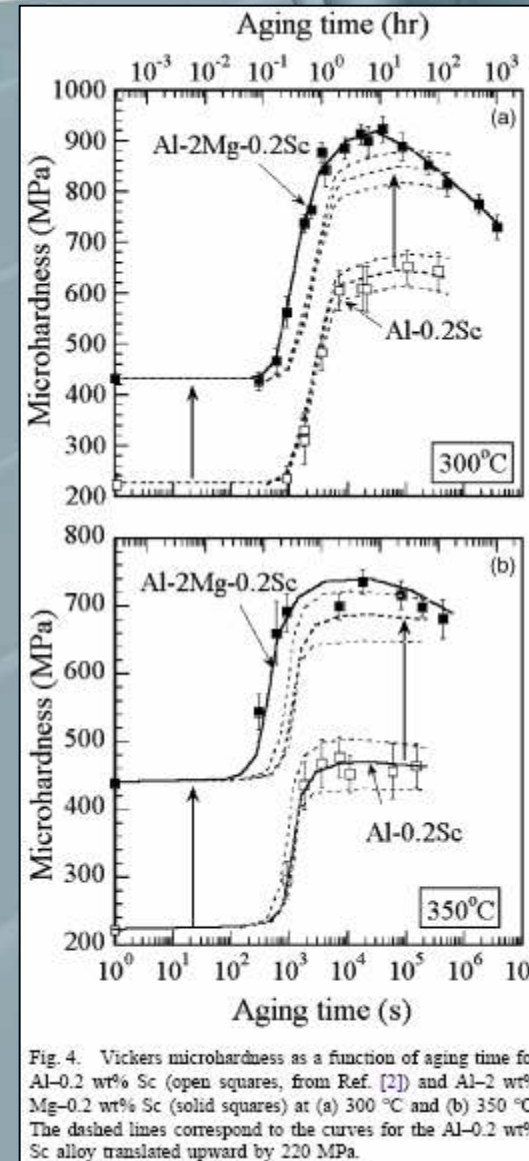 Aging time (hr)
10-3 10-2 10-1 100 101 102 103
1000
900
800
700
600
500
400
300
200
Microhardness (MPa)
(a)
Al-2Mg-0.2Sc
Al-0.2Sc
300°C
800
700
600
500
400
300
200
Microhardness (MPa)
(b)
Al-2Mg-0.2Sc
Al-0.2Sc
350°C
100 101 102 103 104 105 106
Aging time (s)
Fig. 4. Vickers microhardness as a function of aging time
Al–0.2 wt% Sc (open squares, from Ref. [2]) and Al–2 wt%
Mg–0.2 wt% Sc (solid squares) at (a) 300 °C and (b) 350 °C
The dashed lines correspond to the curves for the Al–0.2 wt%
Sc alloy translated upward by 220 MPa.